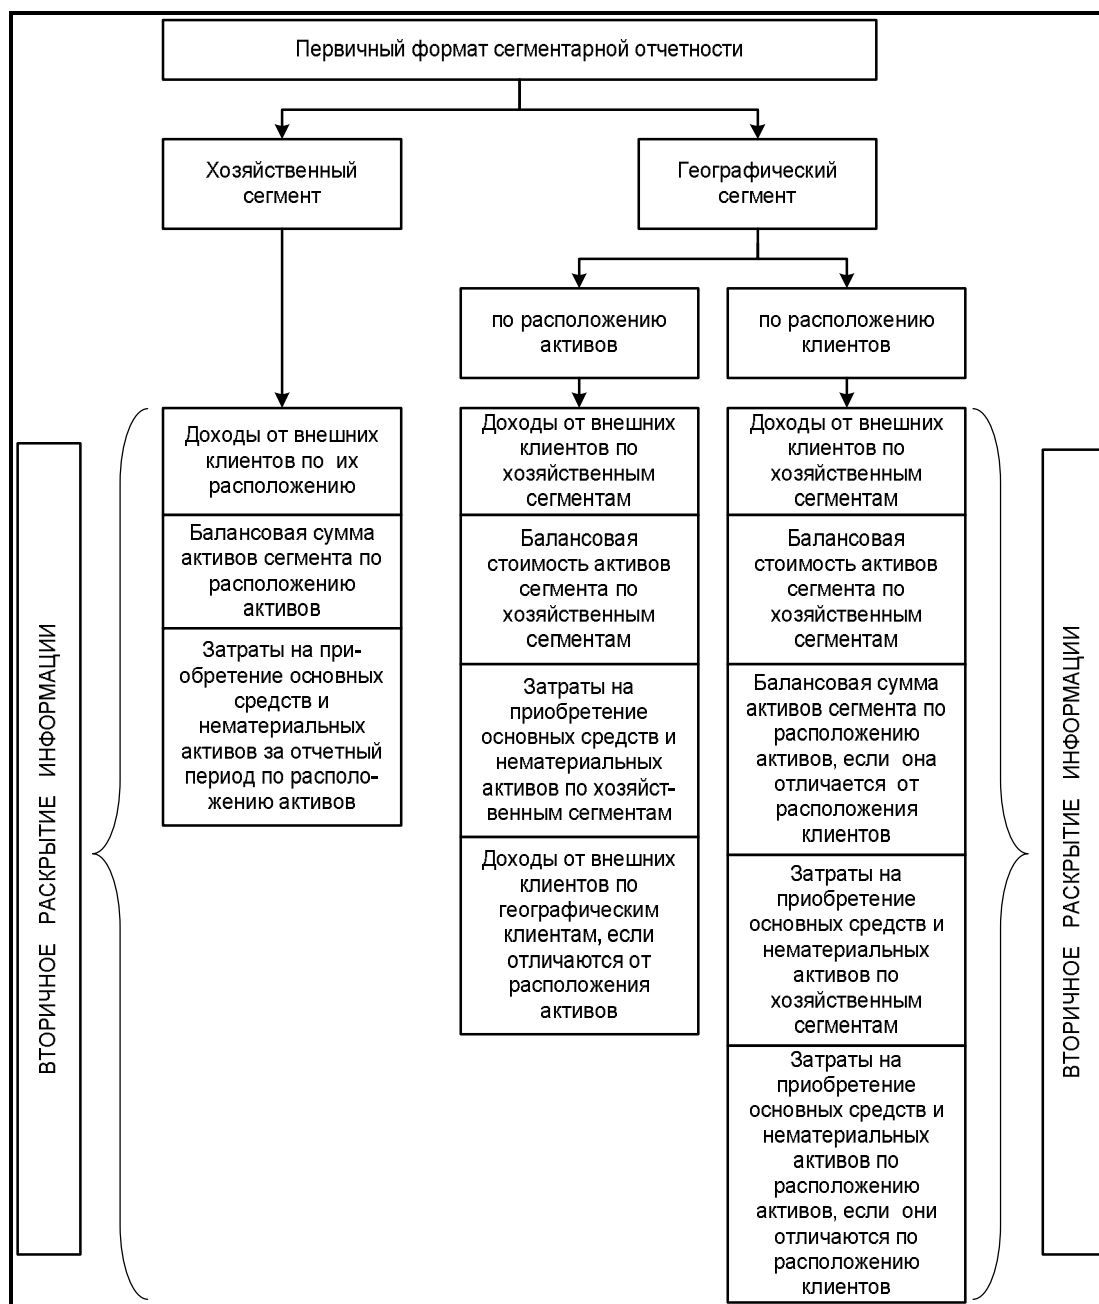 Первичный формат сегментарной отчетности
Хозяйственный
сегмент
Географический
сегмент
по расположению
активов
по расположению
клиентов
ВТОРИЧНОЕ РАСКРЫТИЕ ИНФОРМАЦИИ
Доходы от внешних
клиентов по их
расположению
Балансовая сумма
активов сегмента по
расположению
активов
Затраты на при-
обретение основных
средств и
нематериальных
активов за отчетный
период по располо-
жению активов
Доходы от внешних
клиентов по
хозяйственным
сегментам
Балансовая
стоимость активов
сегмента по
хозяйственным
сегментам
Затраты на
приобретение
основных средств и
нематериальных
активов по хозяйст-
венным сегментам
Доходы от внешних
клиентов по
географическим
клиентам, если
отличаются от
расположения
активов
Доходы от внешних
клиентов по
хозяйственным
сегментам
Балансовая
стоимость активов
сегмента по
хозяйственным
сегментам
Балансовая сумма
активов сегмента по
расположению
активов, если она
отличается от
расположения
клиентов
Затраты на
приобретение
основных средств и
нематериальных
активов по
хозяйственным
сегментам
Затраты на
приобретение
основных средств и
нематериальных
активов по
расположению
активов, если они
отличаются по
расположению
клиентов
ВТОРИЧНОЕ РАСКРЫТИЕ ИНФОРМАЦИИ